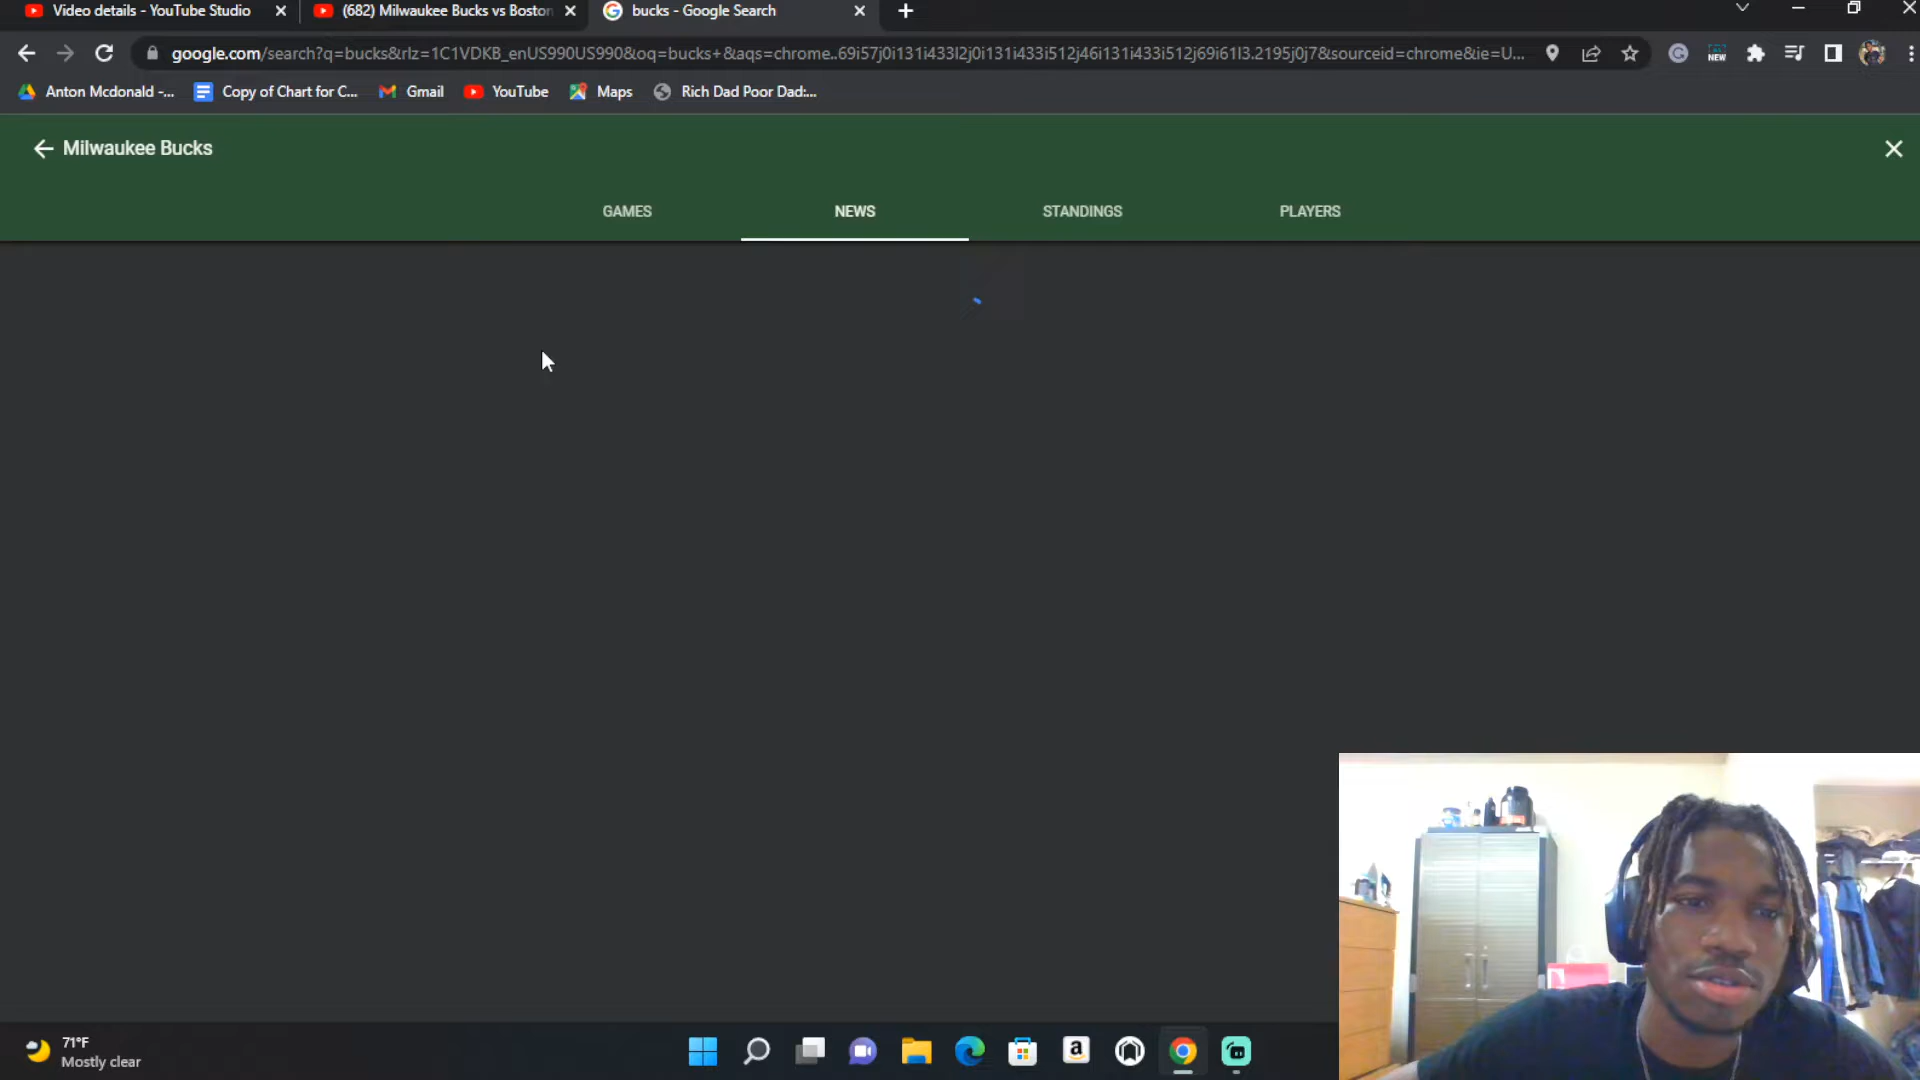 Video details - YouTube Studio
(682) Milwaukee Bucks vs Boston
bucks - Google Search
google.com/search?q=bucks&rlz=1C1VDKB_enUS990US990&oq=bucks+&aqs=chrome..69i57j0i131i433l2j0i131i433i512j46i131i433i512j69i61l3.2195j0j7&sourceid=chrome&ie=U...
NEW
Anton Mcdonald -...
Copy of Chart for C...
Gmail
YouTube
Maps
Rich Dad Poor Dad:...
Milwaukee Bucks
GAMES
NEWS
STANDINGS
PLAYERS
71°F
Mostly clear